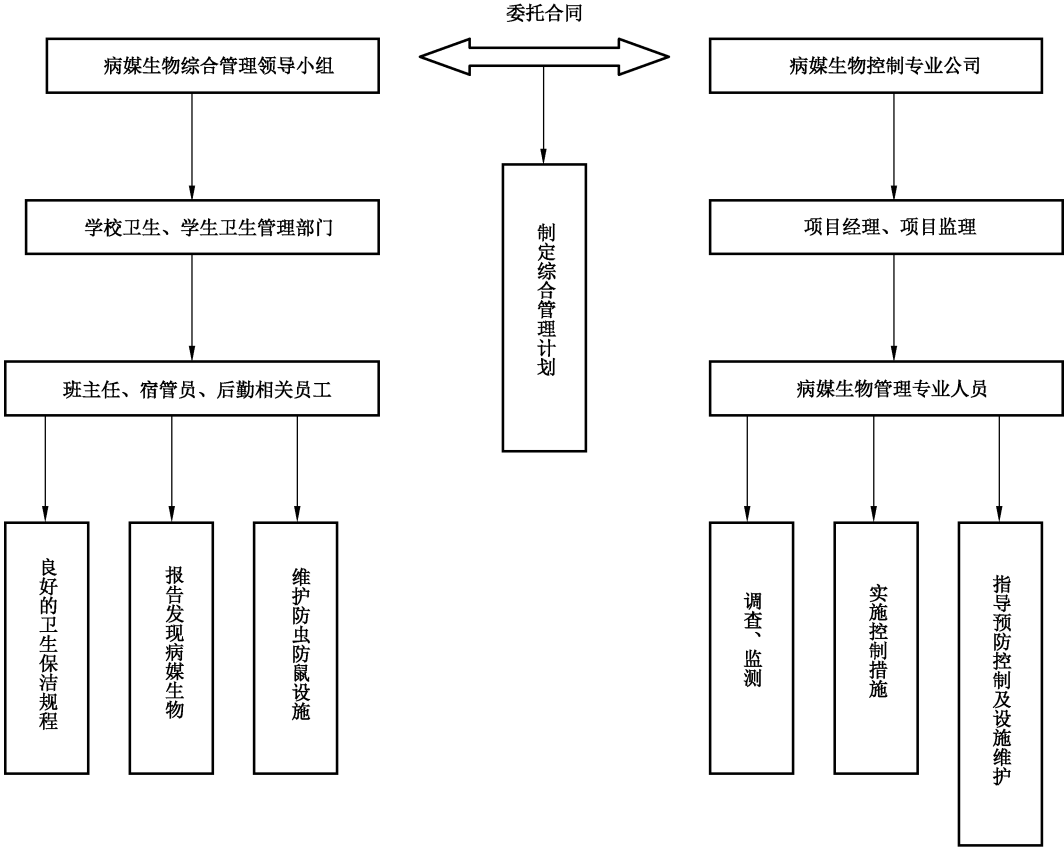 委托合同
病媒生物综合管理领导小组
病媒生物控制专业公司
学校卫生、学生卫生管理部门
制定综合管理计划
项目经理、项目监理
班主任、宿管员、后勤相关员工
病媒生物管理专业人员
良好的卫生保洁规程
报告发现病媒生物
维护防虫防鼠设施
调查、监测
实施控制措施
指导预防控制及设施维护